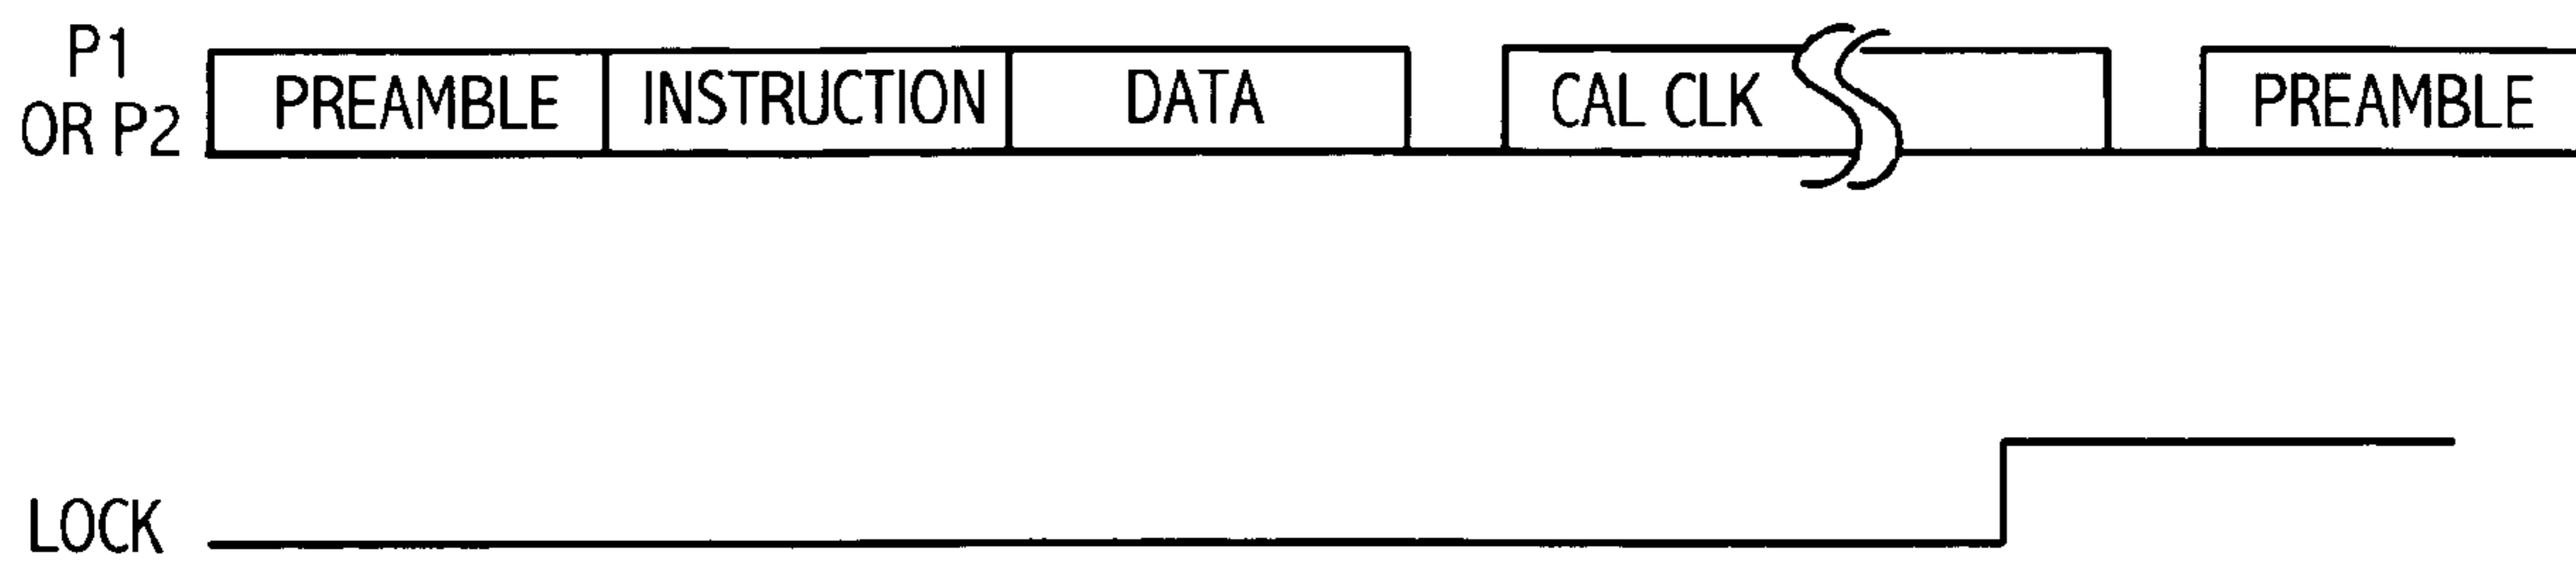 P1
OR P2
PREAMBLE
INSTRUCTION
DATA
CAL CLK
PREAMBLE
LOCK